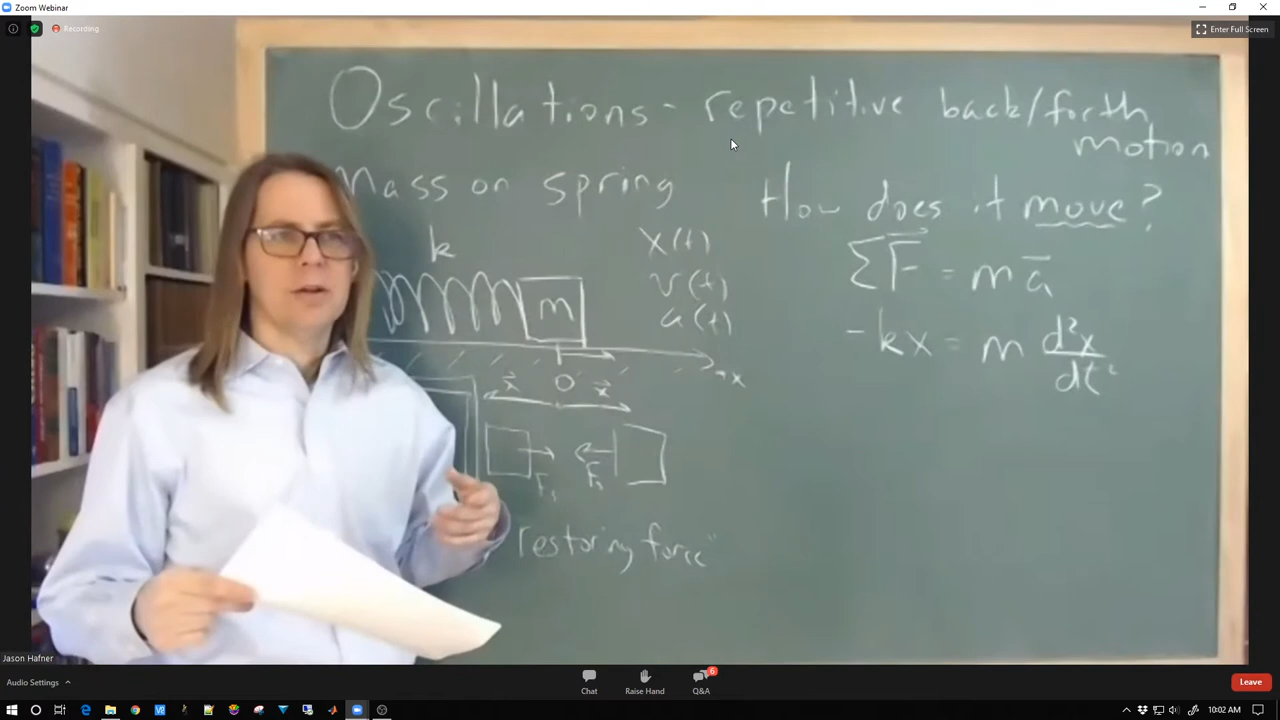 Zoom Webinar
Recording
Enter Full Screen
Oscillations - repetitive back/forth
motion
Mass on spring
How does it move?
k
x(t)
ΣF⃗ = ma̅
m
v(t)
a(t)
-kx = m d²x/dt²
x⃗ 0 x⃗ +x
F₁ F₂
restoring force"
Jason Hafner
Audio Settings
Chat
Raise Hand
6
Q&A
Leave
10:02 AM